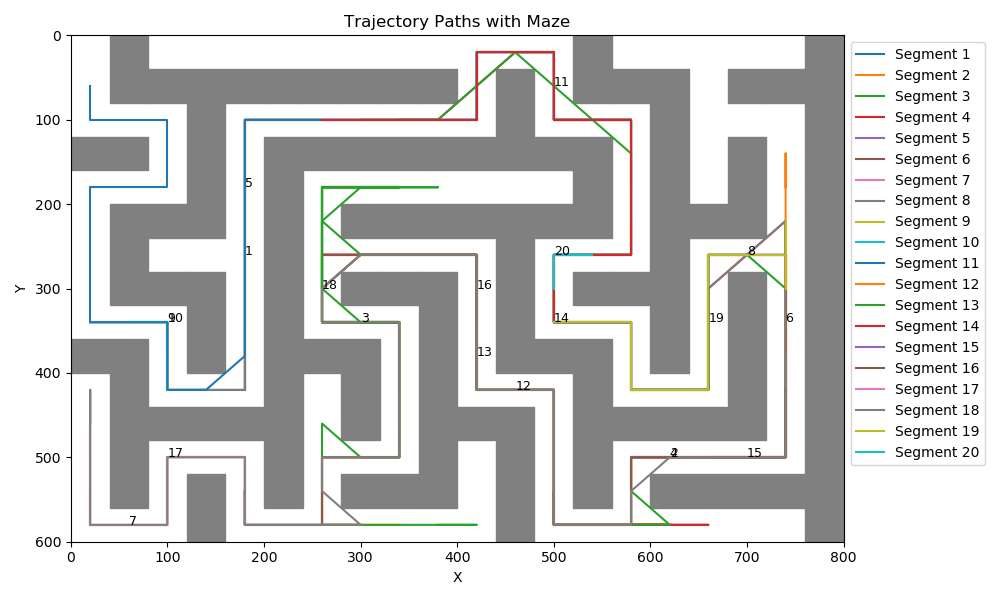 Trajectory Paths with Maze
0
100
200
300
400
500
600
Y
0 100 200 300 400 500 600 700 800
X
11
5
1
20
8
18
16
3
10
14
19
6
13
12
17
15
7
Segment 1
Segment 2
Segment 3
Segment 4
Segment 5
Segment 6
Segment 7
Segment 8
Segment 9
Segment 10
Segment 11
Segment 12
Segment 13
Segment 14
Segment 15
Segment 16
Segment 17
Segment 18
Segment 19
Segment 20